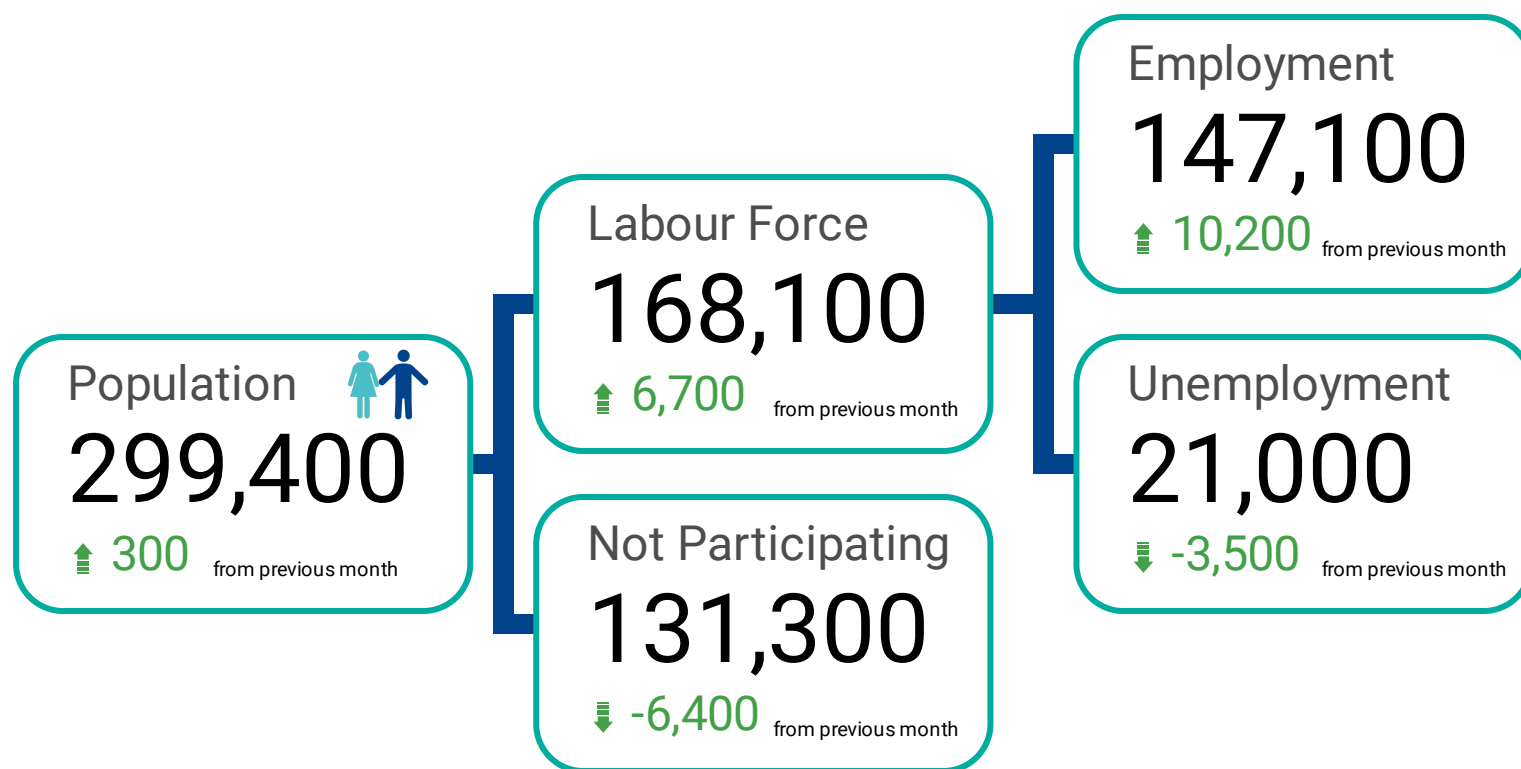 Population
299,400
300 from previous month
Labour Force
168,100
6,700 from previous month
Not Participating
131,300
-6,400 from previous month
Employment
147,100
10,200 from previous month
Unemployment
21,000
-3,500 from previous month